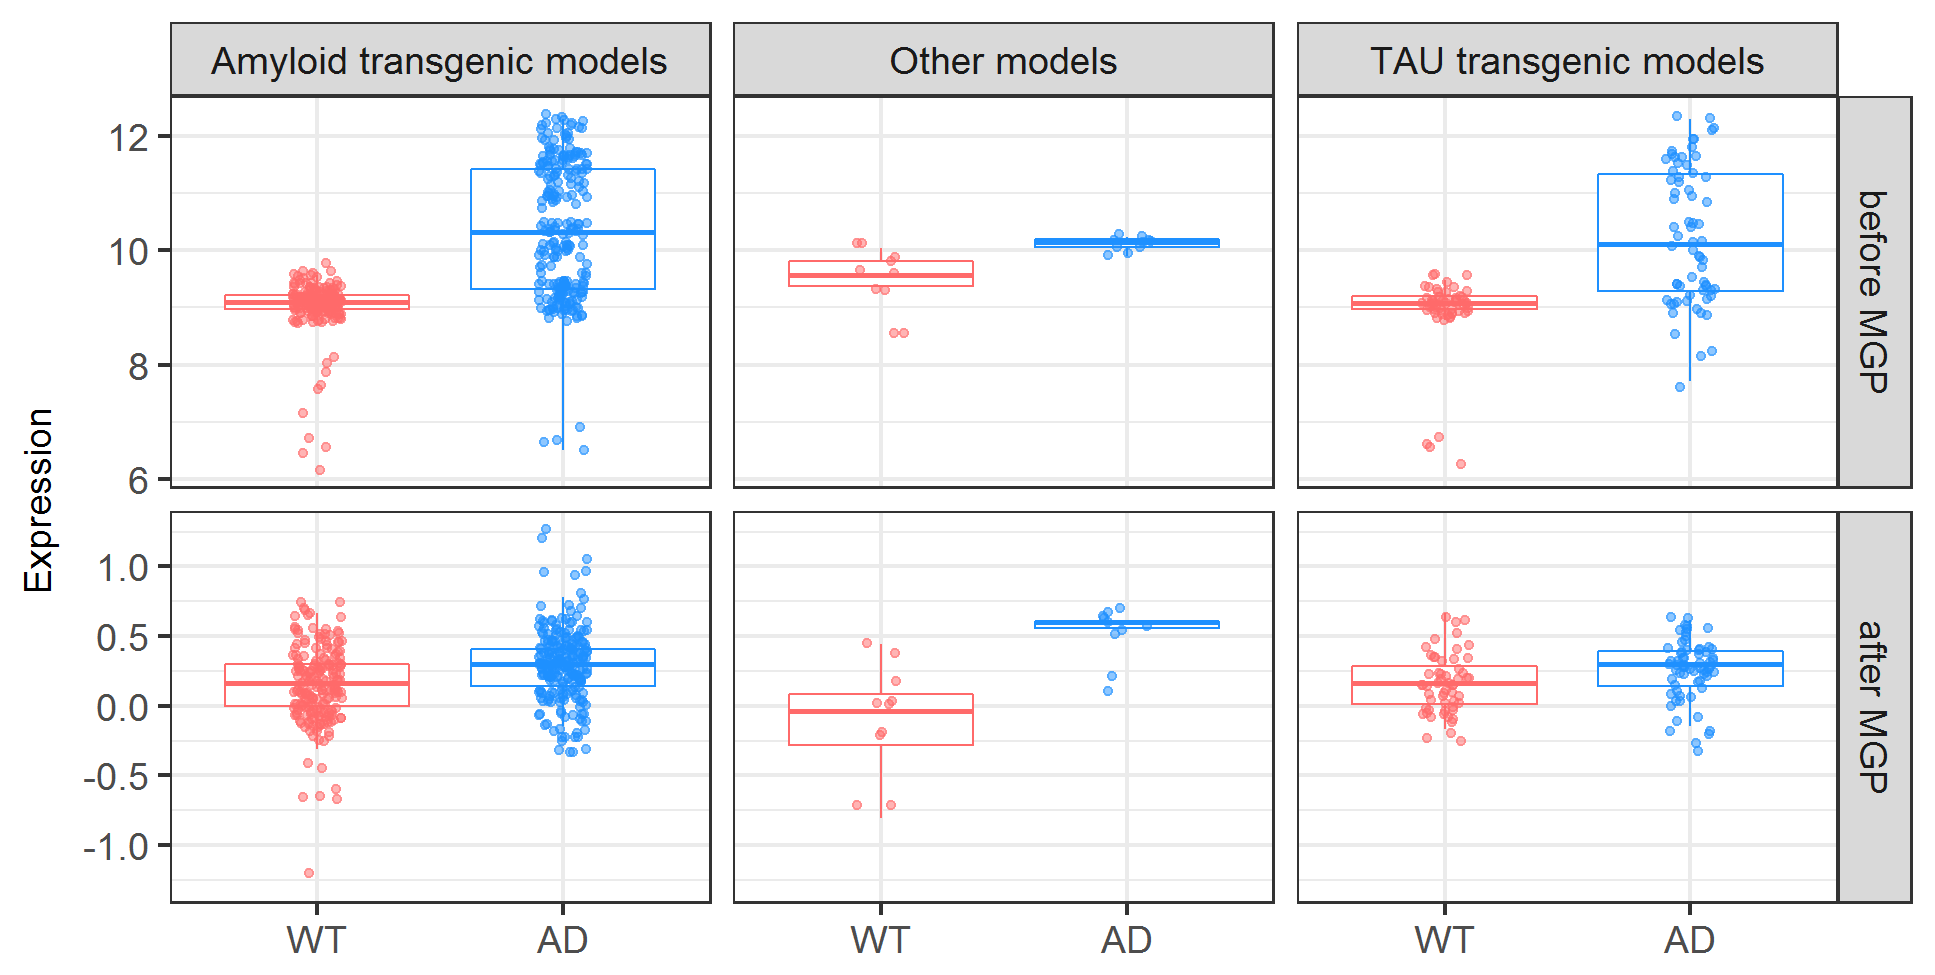 Amyloid transgenic models
Other models
TAU transgenic models
Expression
12
10
8
6
before MGP
1.0
0.5
0.0
-0.5
-1.0
after MGP
WT
AD
WT
AD
WT
AD